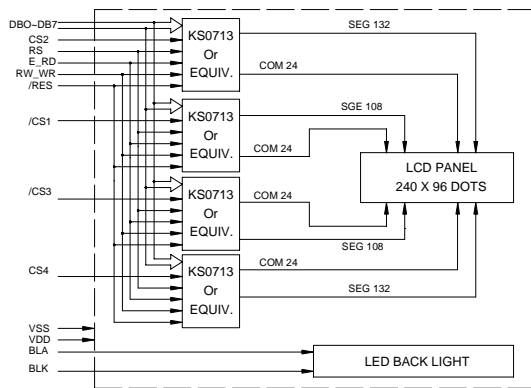 DBO~DB7
CS2
RS
E_RD
RW_WR
/RES
/CS1
/CS3
CS4
VSS
VDD
BLA
BLK
KS0713
Or
EQUIV.
SEG 132
COM 24
KS0713
Or
EQUIV.
SGE 108
COM 24
KS0713
Or
EQUIV.
COM 24
SEG 108
KS0713
Or
EQUIV.
COM 24
SEG 132
LCD PANEL
240 X 96 DOTS
LED BACK LIGHT